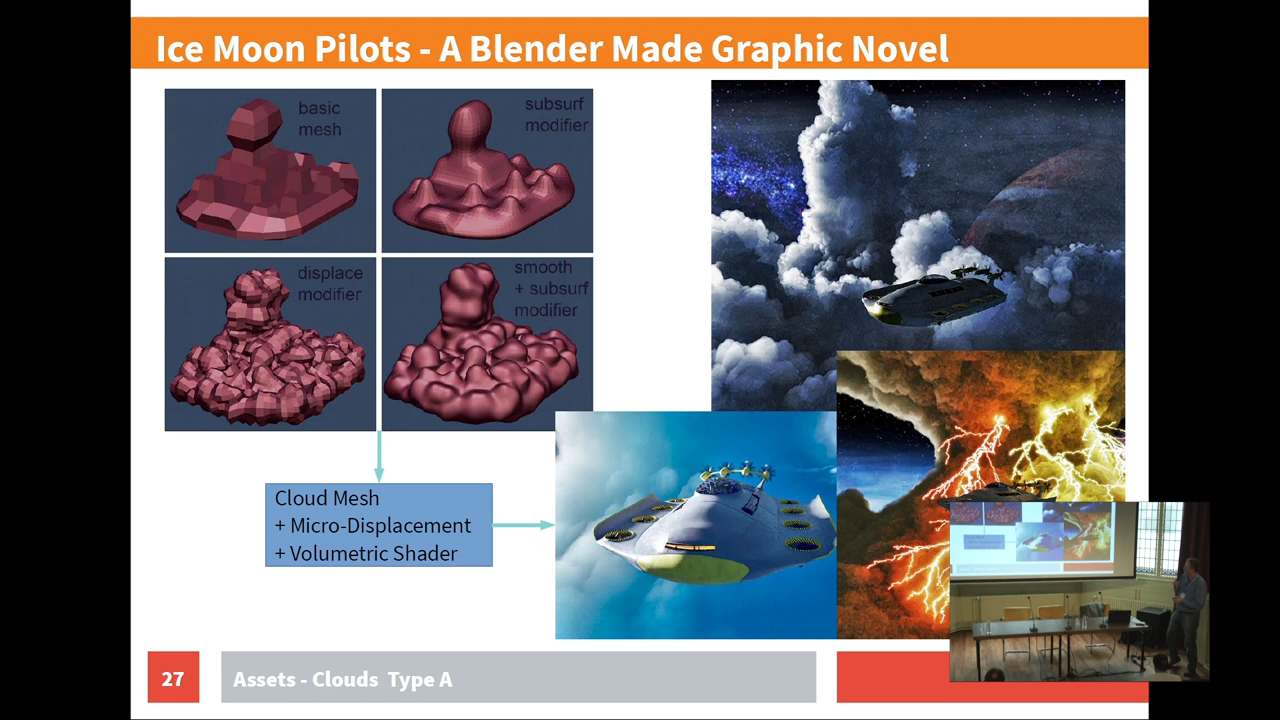 Ice Moon Pilots - A Blender Made Graphic Novel
basic
mesh
subsurf
modifier
displace
modifier
smooth
+ subsurf
modifier
Cloud Mesh
+ Micro-Displacement
+ Volumetric Shader
27
Assets - Clouds Type A